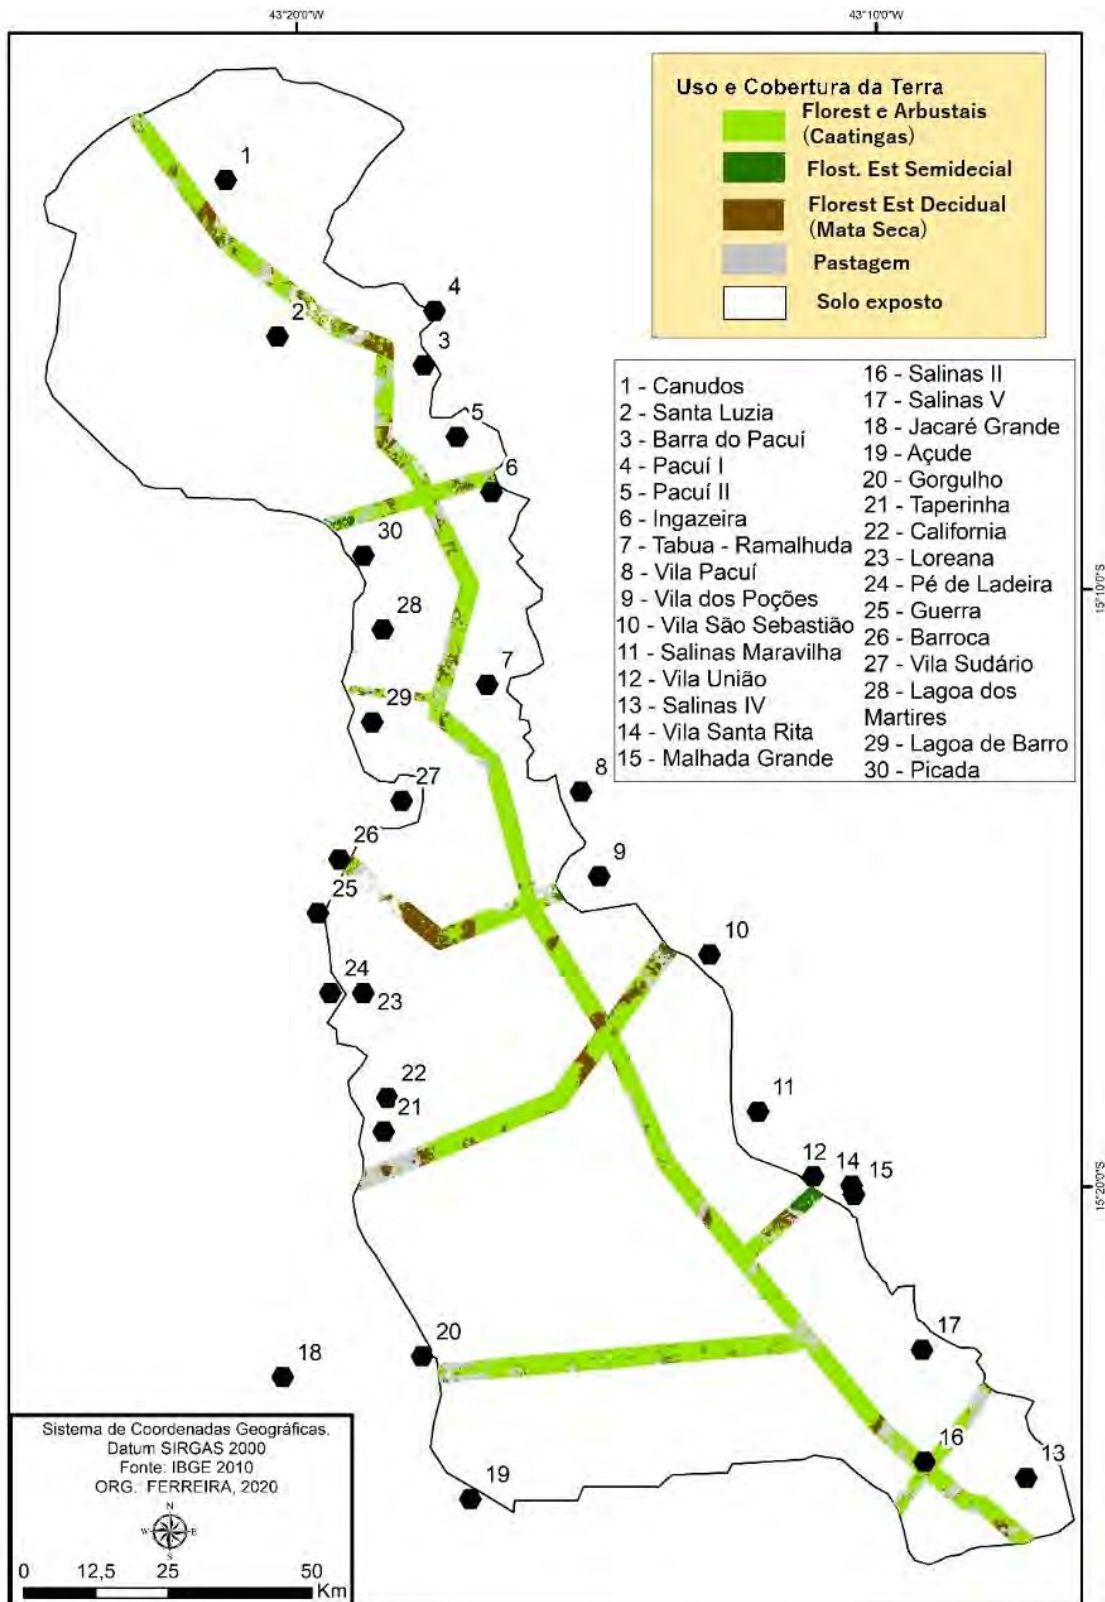 43°20'0"W
43°10'0"W
Uso e Cobertura da Terra
Florest e Arbustais
(Caatingas)
Flost. Est Semidecial
Florest Est Decidual
(Mata Seca)
Pastagem
Solo exposto
1 - Canudos
2 - Santa Luzia
3 - Barra do Pacuí
4 - Pacuí I
5 - Pacuí II
6 - Ingazeira
7 - Tabua - Ramalhuda
8 - Vila Pacuí
9 - Vila dos Poções
10 - Vila São Sebastião
11 - Salinas Maravilha
12 - Vila União
13 - Salinas IV
14 - Vila Santa Rita
15 - Malhada Grande
16 - Salinas II
17 - Salinas V
18 - Jacaré Grande
19 - Açude
20 - Gorgulho
21 - Taperinha
22 - California
23 - Loreana
24 - Pé de Ladeira
25 - Guerra
26 - Barroca
27 - Vila Sudário
28 - Lagoa dos
Martires
29 - Lagoa de Barro
30 - Picada
1
4
2
3
5
6
30
15°10'0"S
28
7
29
27
8
26
9
25
10
24
23
22
11
21
12
14
15
15°20'0"S
20
17
18
16
13
19
Sistema de Coordenadas Geográficas.
Datum SIRGAS 2000
Fonte: IBGE 2010
ORG.: FERREIRA, 2020
N
W
E
S
0 12,5 25 50
Km